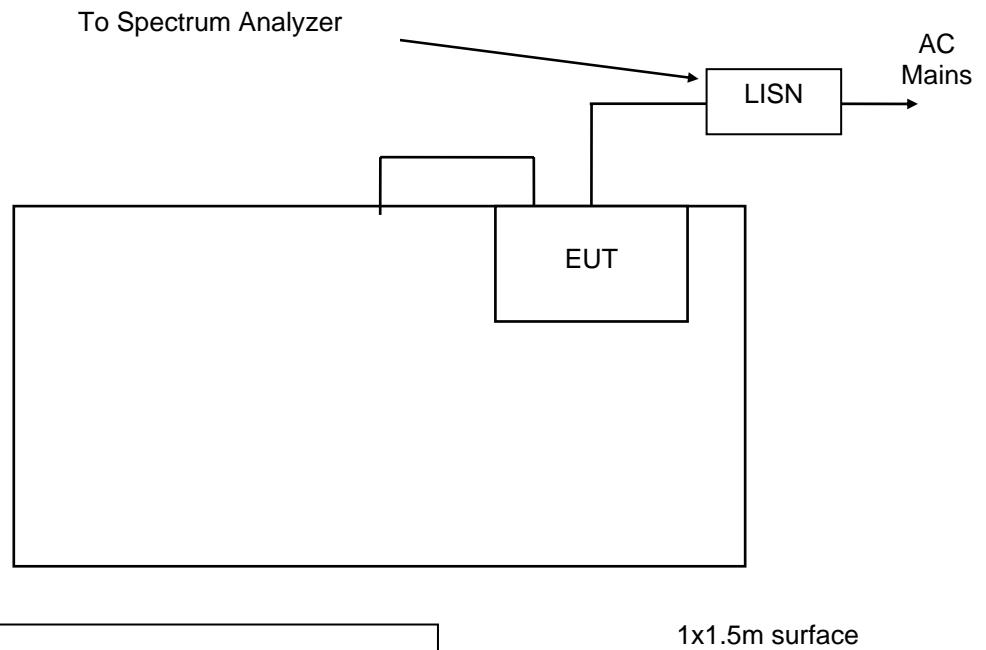 To Spectrum Analyzer
AC
Mains
LISN
EUT
1x1.5m surface